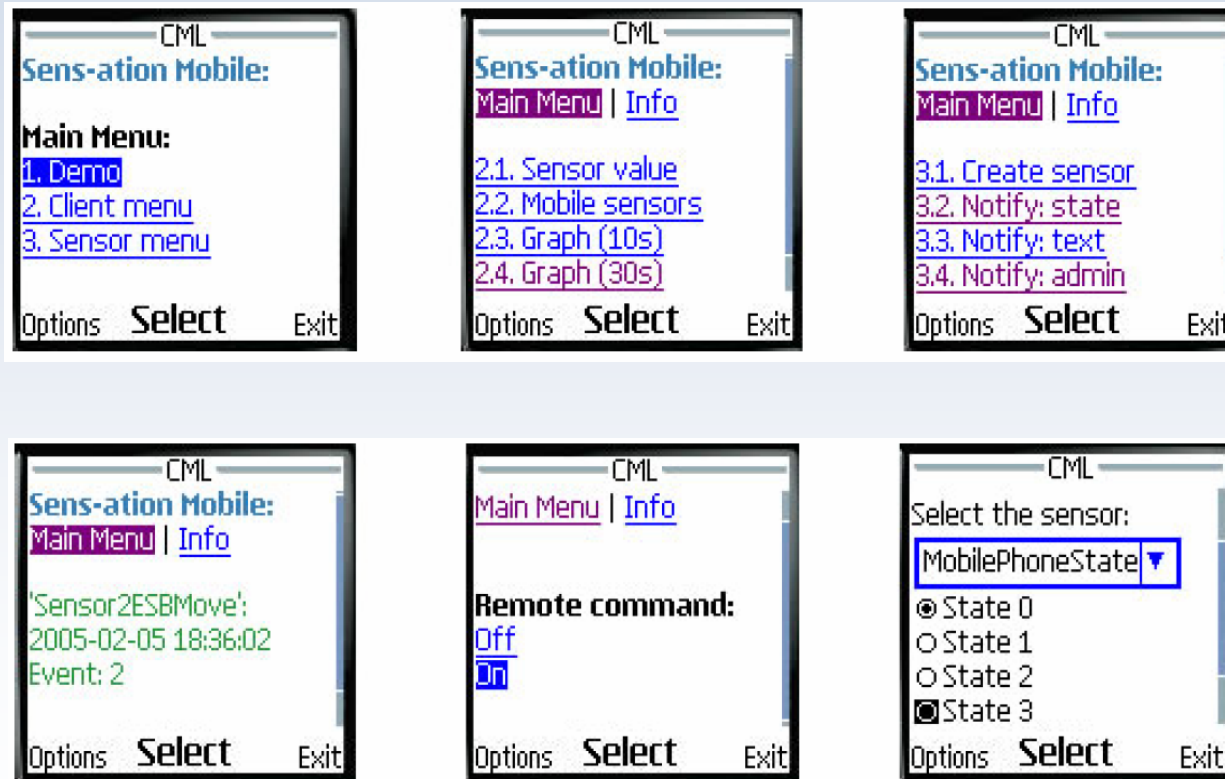 CML
Sens-ation Mobile:
Main Menu:
1. Demo
2. Client menu
3. Sensor menu
Options Select Exit
CML
Sens-ation Mobile:
Main Menu | Info
2.1. Sensor value
2.2. Mobile sensors
2.3. Graph (10s)
2.4. Graph (30s)
Options Select Exit
CML
Sens-ation Mobile:
Main Menu | Info
3.1. Create sensor
3.2. Notify: state
3.3. Notify: text
3.4. Notify: admin
Options Select Exit
CML
Sens-ation Mobile:
Main Menu | Info
'Sensor2ESBMove':
2005-02-05 18:36:02
Event: 2
Options Select Exit
CML
Main Menu | Info
Remote command:
Off
On
Options Select Exit
CML
Select the sensor:
MobilePhoneState
State 0
State 1
State 2
State 3
Options Select Exit